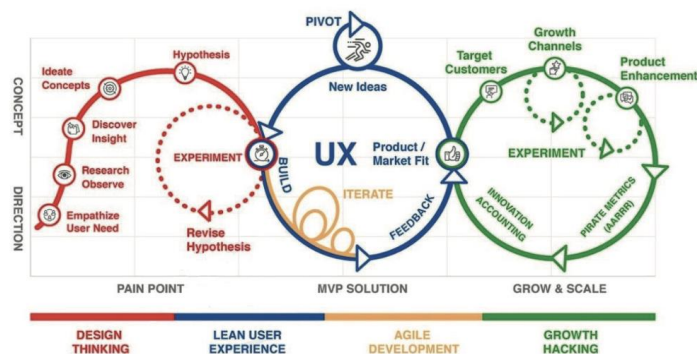 PIVOT
Hypothesis
Ideate
Concepts
Discover
Insight
Research
Observe
Empathize
User Need
EXPERIMENT
Revise
Hypothesis
New Ideas
UX
Product /
Market Fit
BUILD
ITERATE
FEEDBACK
Target
Customers
Growth
Channels
Product
Enhancement
EXPERIMENT
INNOVATION
ACCOUNTING
PIRATE METRICS
(AARRR)
CONCEPT
DIRECTION
PAIN POINT
MVP SOLUTION
GROW & SCALE
DESIGN
THINKING
LEAN USER
EXPERIENCE
AGILE
DEVELOPMENT
GROWTH
HACKING